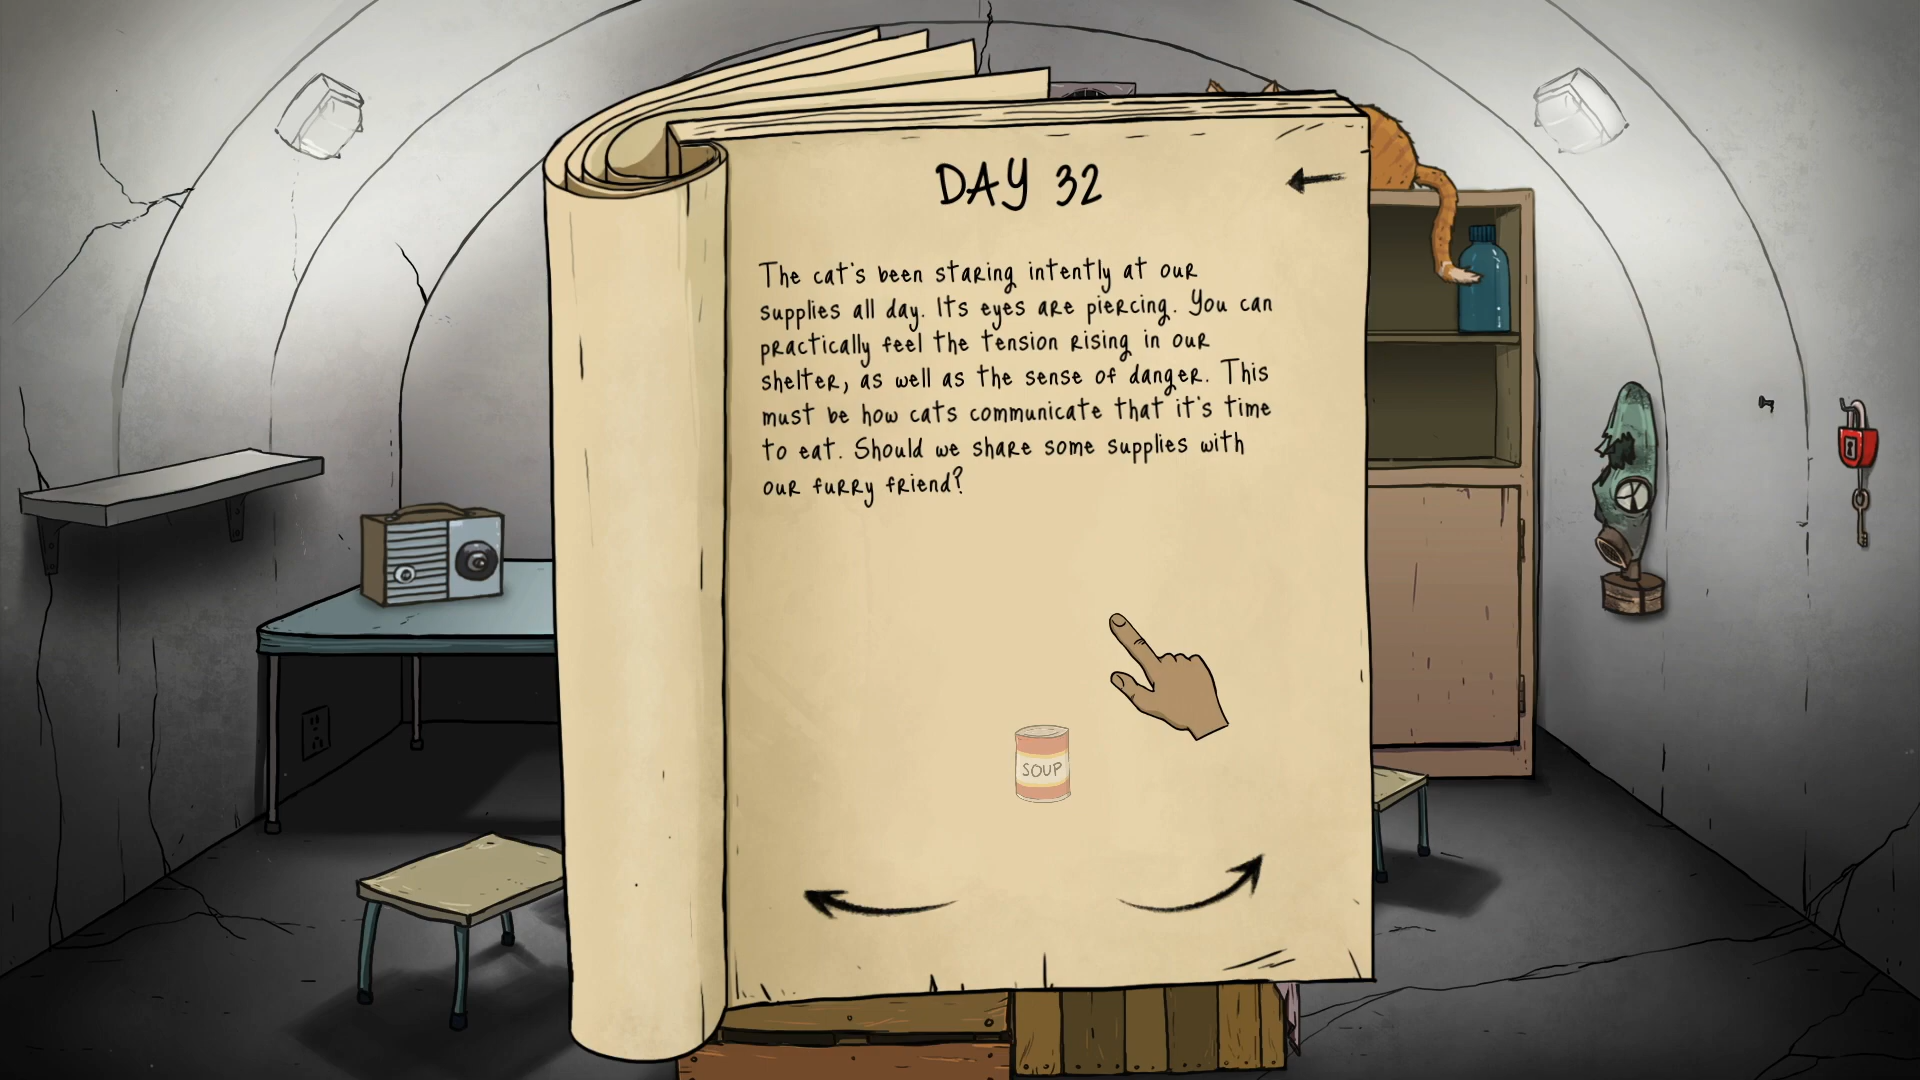 DAY 32
The cat's been staring intently at our
supplies all day. Its eyes are piercing. You can
practically feel the tension rising in our
shelter, as well as the sense of danger. This
must be how cats communicate that it's time
to eat. Should we share some supplies with
our furry friend?
SOUP